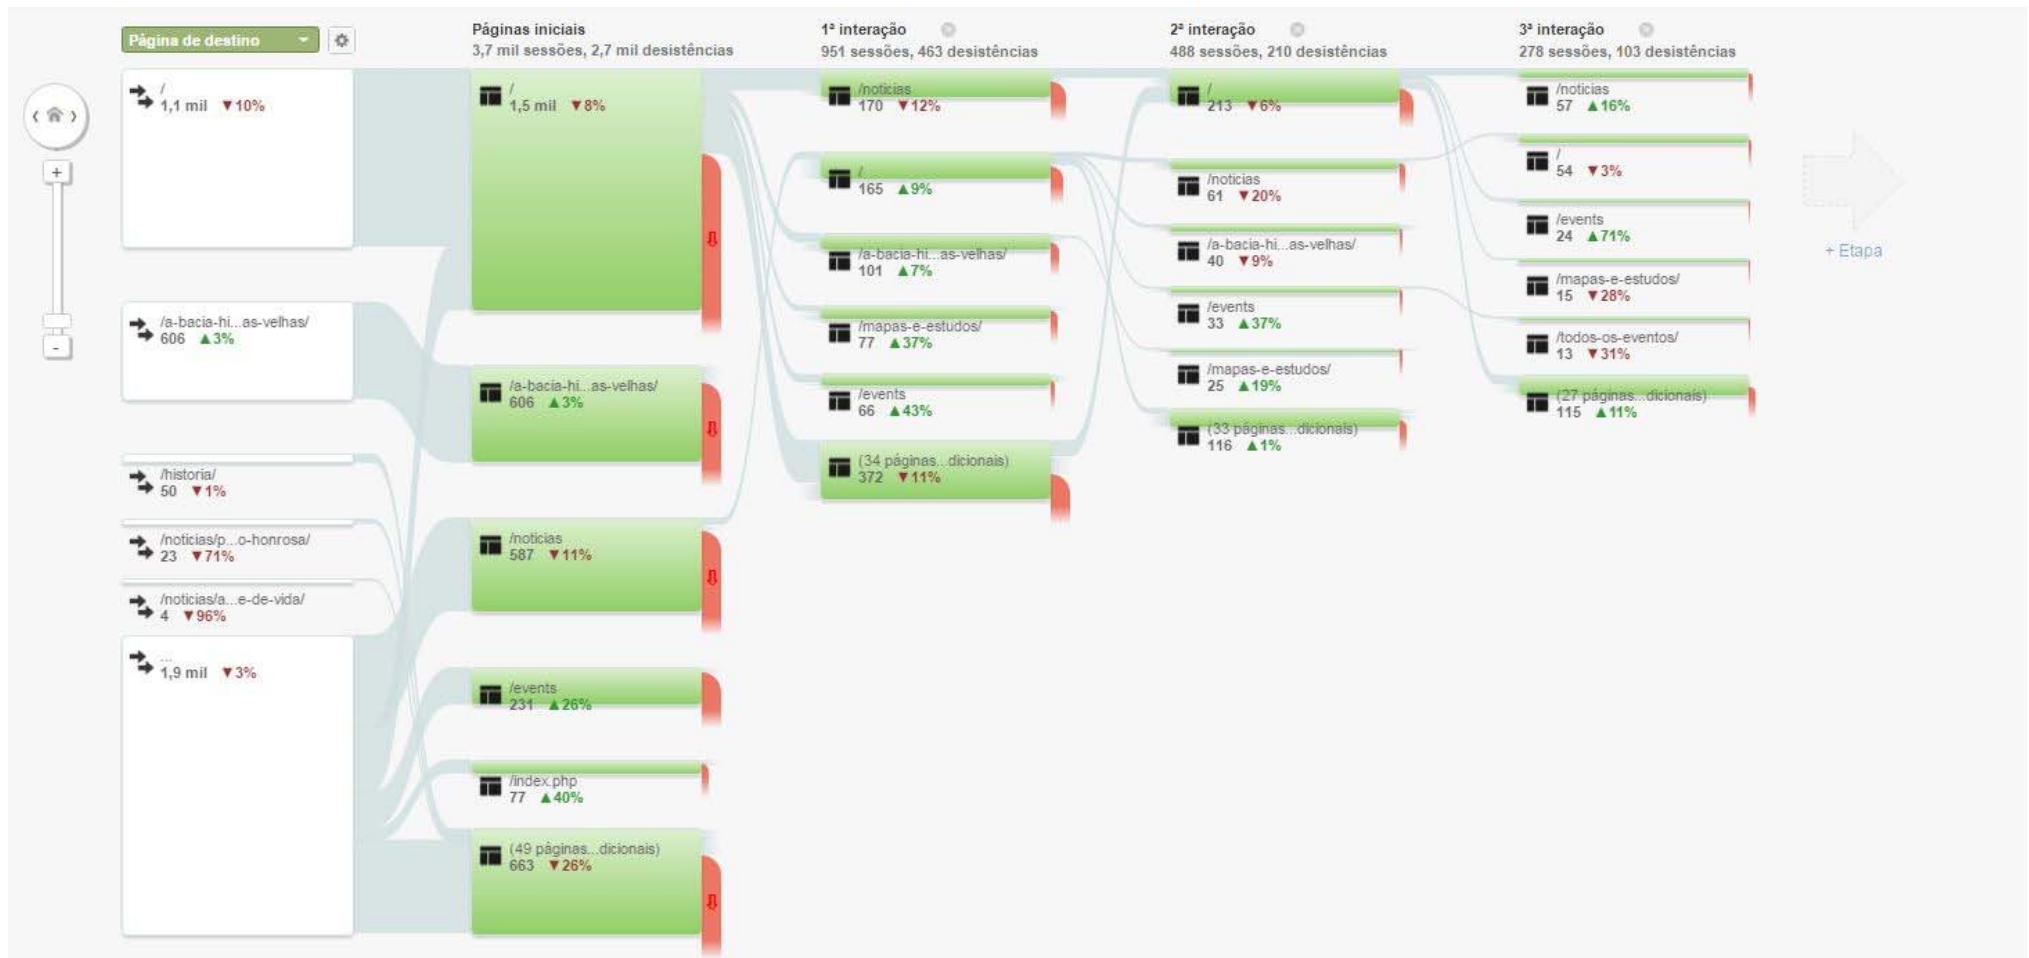 Página de destino
/
1,1 mil ▼10%
/a-bacia-hi...as-velhas/
606 ▲3%
/historia/
50 ▼1%
/noticias/p...o-honrosa/
23 ▼71%
/noticias/a...e-de-vida/
4 ▼96%
...
1,9 mil ▼3%
Páginas iniciais
3,7 mil sessões, 2,7 mil desistências
/
1,5 mil ▼8%
/a-bacia-hi...as-velhas/
606 ▲3%
/noticias
587 ▼11%
/events
231 ▲26%
/index.php
77 ▲40%
(49 páginas...dicionais)
663 ▼26%
1ª interação
951 sessões, 463 desistências
/noticias
170 ▼12%
/
165 ▲9%
/a-bacia-hi...as-velhas/
101 ▲7%
/mapas-e-estudos/
77 ▲37%
/events
66 ▲43%
(34 páginas...dicionais)
372 ▼11%
2ª interação
488 sessões, 210 desistências
/
213 ▼6%
/noticias
61 ▼20%
/a-bacia-hi...as-velhas/
40 ▼9%
/events
33 ▲37%
/mapas-e-estudos/
25 ▲19%
(33 páginas...dicionais)
116 ▲1%
3ª interação
278 sessões, 103 desistências
/noticias
57 ▲16%
/
54 ▼3%
/events
24 ▲71%
/mapas-e-estudos/
15 ▼28%
/todos-os-eventos/
13 ▼31%
(27 páginas...dicionais)
115 ▲11%
+ Etapa